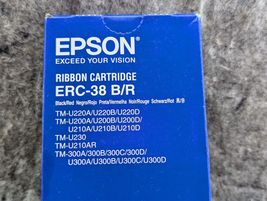 EPSON
EXCEED YOUR VISION
RIBBON CARTRIDGE
ERC-38 B/R
Black/Red Negro/Rojo Preta/Vermelha Noir/Rouge Schwarz/Rot 黒/赤
TM-U220A/U220B/U220D
TM-U200A/U200B/U200D/
U210A/U210B/U210D
TM-U230
TM-U210AR
TM-300A/300B/300C/300D/
U300A/U300B/U300C/U300D